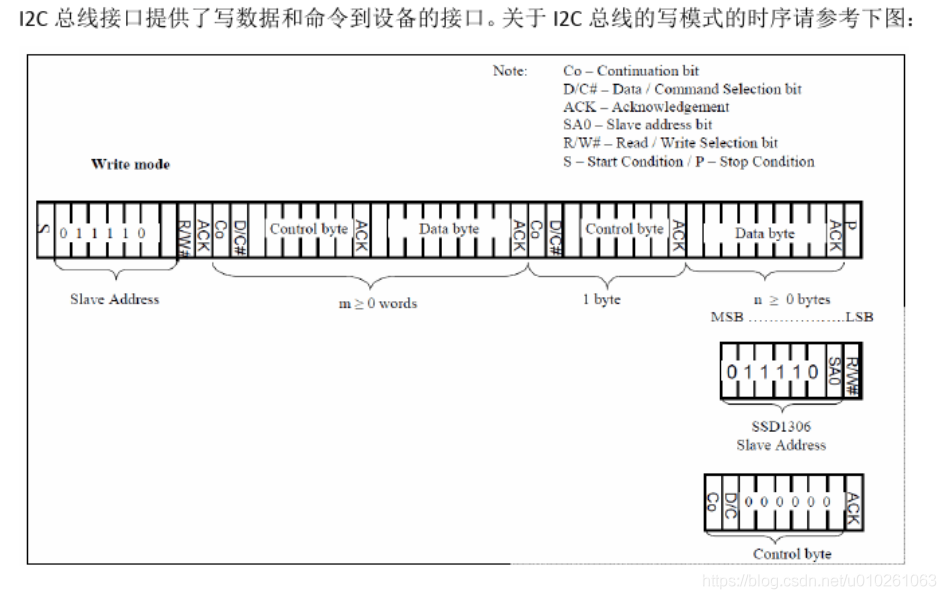 I2C 总线接口提供了写数据和命令到设备的接口。关于 I2C 总线的写模式的时序请参考下图：
Note: Co – Continuation bit
D/C# – Data / Command Selection bit
ACK – Acknowledgement
SA0 – Slave address bit
R/W# – Read / Write Selection bit
S – Start Condition / P – Stop Condition
Write mode
S 0 1 1 1 1 0 R/W# ACK Co D/C# Control byte ACK Data byte ACK Co D/C# Control byte ACK Data byte ACK P
Slave Address m ≥ 0 words 1 byte n ≥ 0 bytes
MSB ......................LSB
0 1 1 1 1 0 SA0 R/W#
SSD1306
Slave Address
Co D/C 0 0 0 0 0 0 ACK
Control byte
https://blog.csdn.net/u010261063